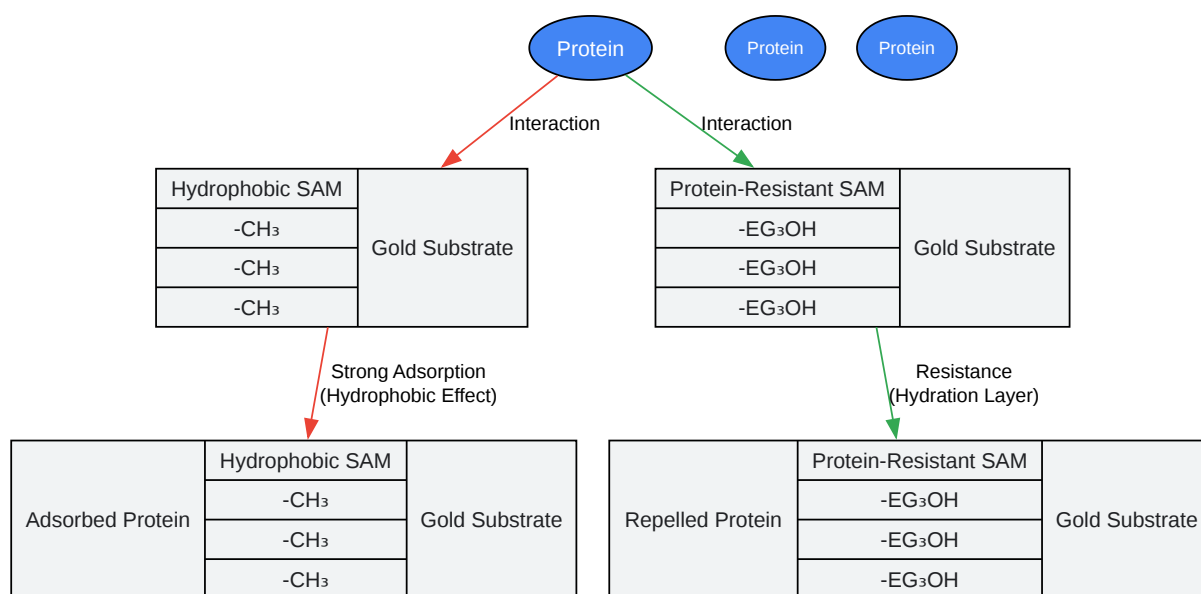 Protein
Protein
Protein
Interaction
Interaction
Hydrophobic SAM
-CH₃
-CH₃
-CH₃
Gold Substrate
Protein-Resistant SAM
-EG₃OH
-EG₃OH
-EG₃OH
Gold Substrate
Strong Adsorption
(Hydrophobic Effect)
Resistance
(Hydration Layer)
Adsorbed Protein
Hydrophobic SAM
-CH₃
-CH₃
-CH₃
Gold Substrate
Repelled Protein
Protein-Resistant SAM
-EG₃OH
-EG₃OH
-EG₃OH
Gold Substrate